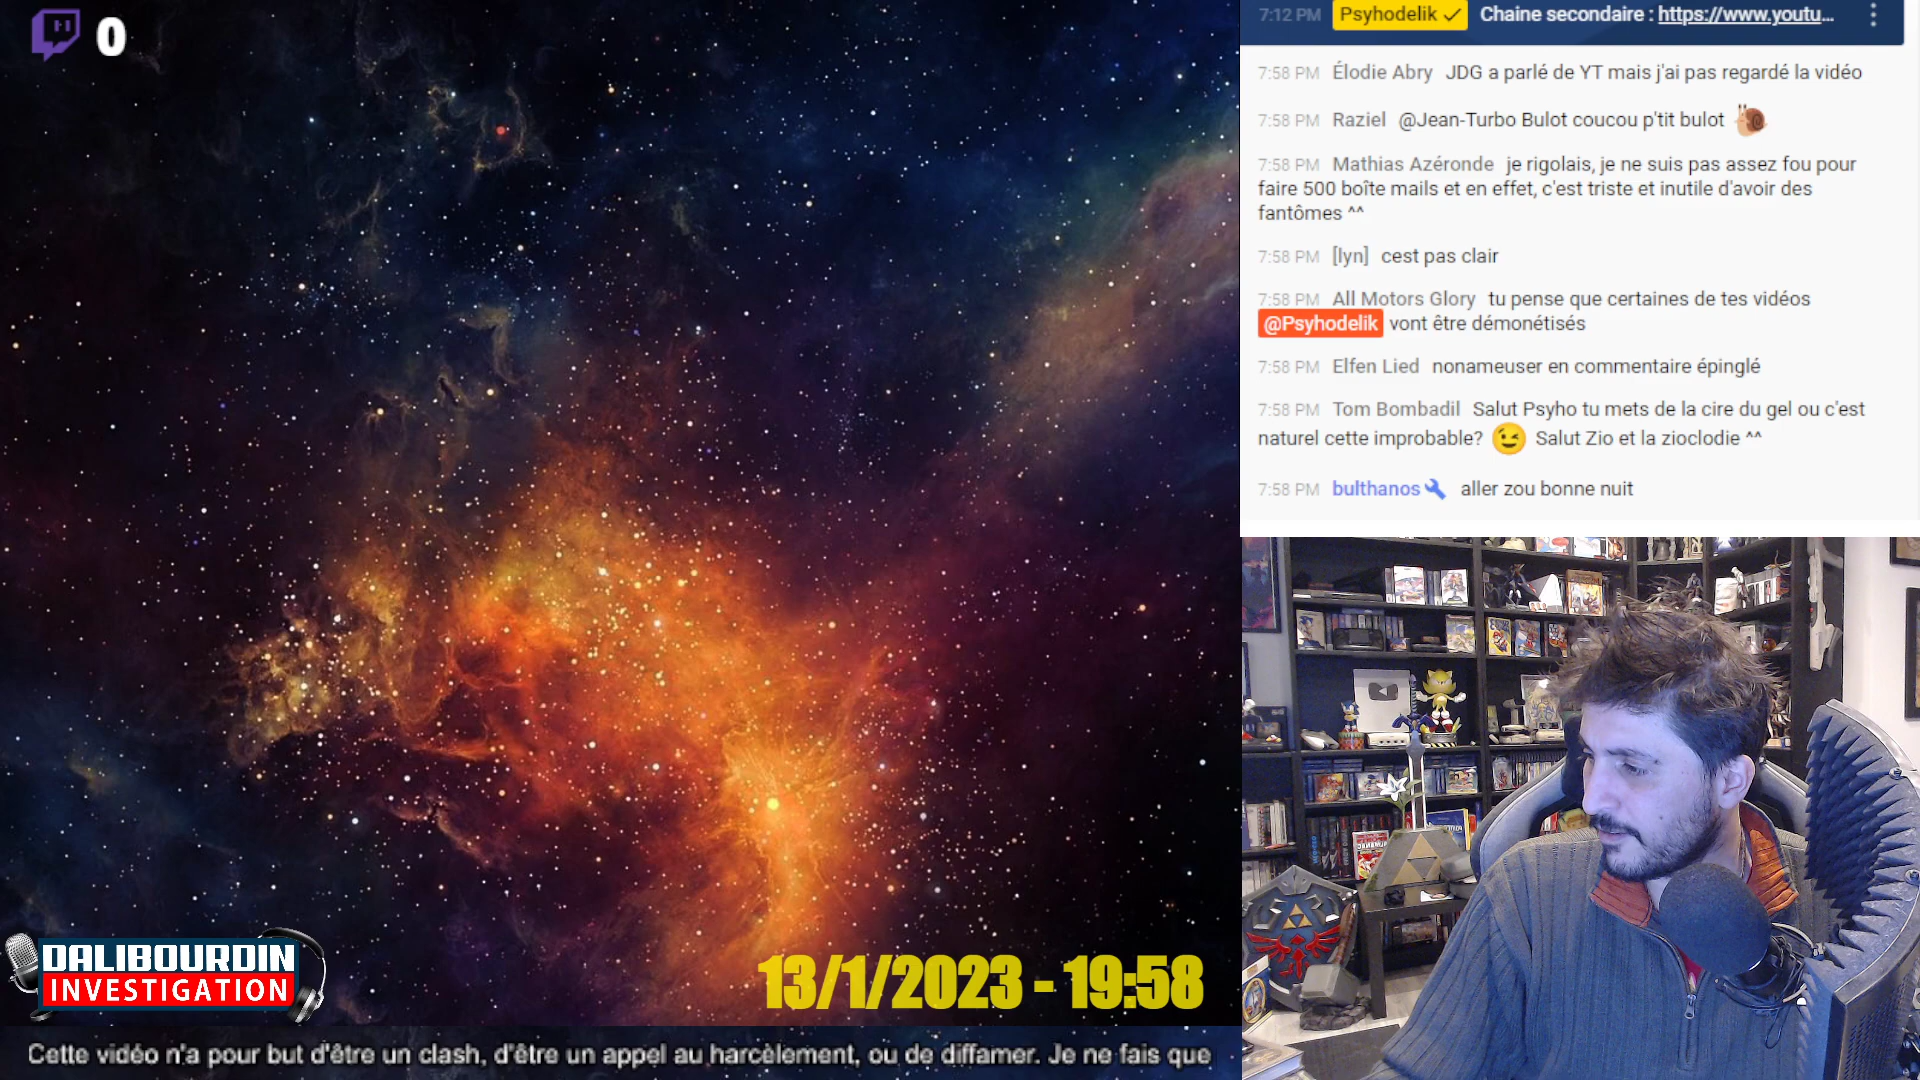 0
7:12 PM Psyhodelik ✓ Chaine secondaire : https://www.youtu...
7:58 PM Élodie Abry JDG a parlé de YT mais j'ai pas regardé la vidéo
7:58 PM Raziel @Jean-Turbo Bulot coucou p'tit bulot 🐌
7:58 PM Mathias Azéronde je rigolais, je ne suis pas assez fou pour
faire 500 boîte mails et en effet, c'est triste et inutile d'avoir des
fantômes ^^
7:58 PM [lyn] cest pas clair
7:58 PM All Motors Glory tu pense que certaines de tes vidéos
@Psyhodelik vont être démonétisés
7:58 PM Elfen Lied nonameuser en commentaire épinglé
7:58 PM Tom Bombadil Salut Psyho tu mets de la cire du gel ou c'est
naturel cette improbable? 😉 Salut Zio et la zioclodie ^^
7:58 PM bulthanos aller zou bonne nuit
DALIBOURDIN
INVESTIGATION
13/1/2023 - 19:58
Cette vidéo n'a pour but d'être un clash, d'être un appel au harcèlement, ou de diffamer. Je ne fais que